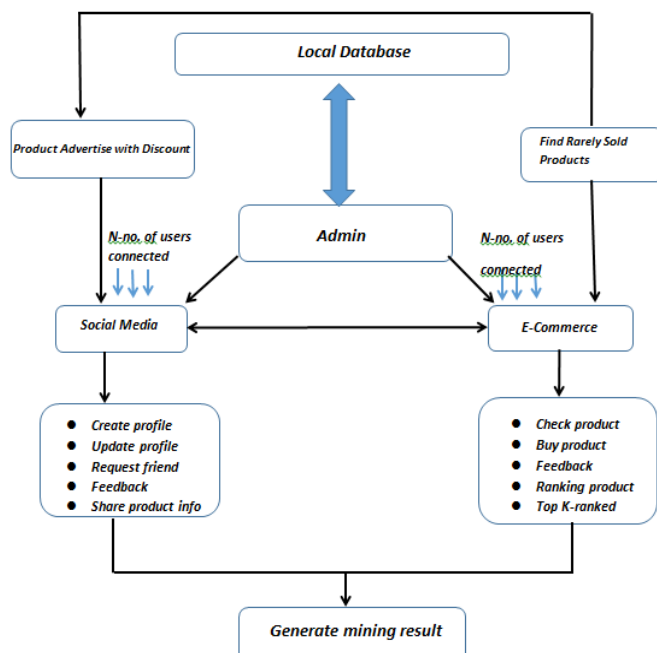 Local Database
Product Advertise with Discount
Find Rarely Sold
Products
Admin
N-no. of users
connected
N-no. of users
connected
Social Media
E-Commerce
Create profile
Update profile
Request friend
Feedback
Share product info
Check product
Buy product
Feedback
Ranking product
Top K-ranked
Generate mining result